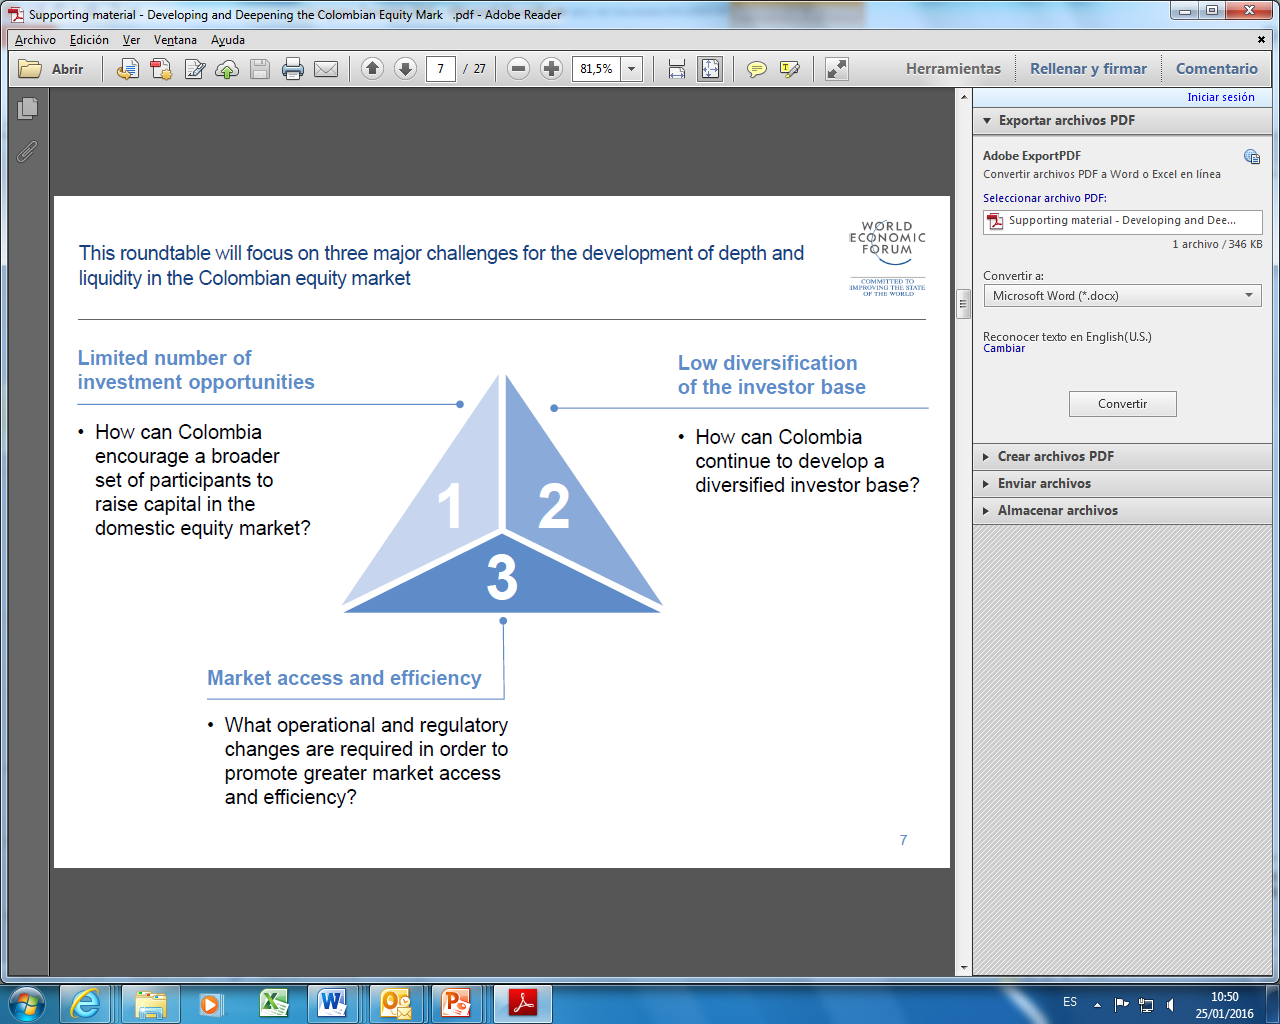 Supporting material - Developing and Deepening the Colombian Equity Mark .pdf - Adobe Reader
Archivo Edición Ver Ventana Ayuda
Abrir 7 / 27 81,5% Herramientas Rellenar y firmar Comentario
Iniciar sesión
Exportar archivos PDF
Adobe ExportPDF
Convertir archivos PDF a Word o Excel en línea
Seleccionar archivo PDF:
Supporting material - Developing and Dee...
1 archivo / 346 KB
Convertir a:
Microsoft Word (*.docx)
Reconocer texto en English(U.S.)
Cambiar
Convertir
Crear archivos PDF
Enviar archivos
Almacenar archivos
This roundtable will focus on three major challenges for the development of depth and
liquidity in the Colombian equity market
WORLD
ECONOMIC
FORUM
COMMITTED TO
IMPROVING THE STATE
OF THE WORLD
Limited number of
investment opportunities
• How can Colombia
encourage a broader
set of participants to
raise capital in the
domestic equity market?
Low diversification
of the investor base
• How can Colombia
continue to develop a
diversified investor base?
1
2
3
Market access and efficiency
• What operational and regulatory
changes are required in order to
promote greater market access
and efficiency?
7
ES
10:50
25/01/2016